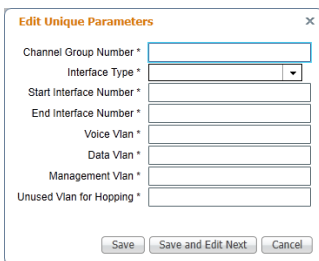 Edit Unique Parameters ×
Channel Group Number *
Interface Type *
Start Interface Number *
End Interface Number *
Voice Vlan *
Data Vlan *
Management Vlan *
Unused Vlan for Hopping *
Save Save and Edit Next Cancel